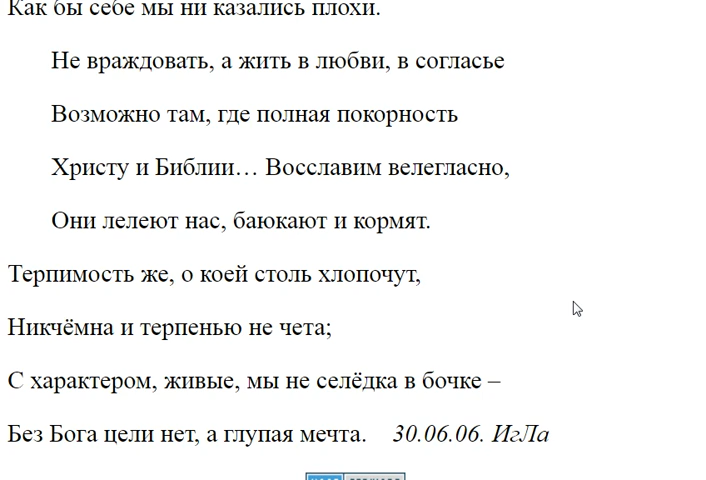 Как бы себе мы ни казались плохи.
Не враждовать, а жить в любви, в согласье
Возможно там, где полная покорность
Христу и Библии… Восславим велегласно,
Они лелеют нас, баюкают и кормят.
Терпимость же, о коей столь хлопочут,
Никчёмна и терпенью не чета;
С характером, живые, мы не селёдка в бочке –
Без Бога цели нет, а глупая мечта. 30.06.06. ИгЛа